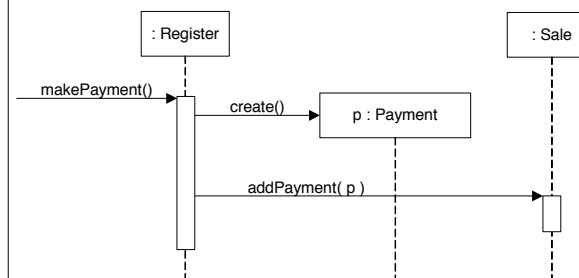 : Register
: Sale
makePayment()
create()
p : Payment
addPayment( p )